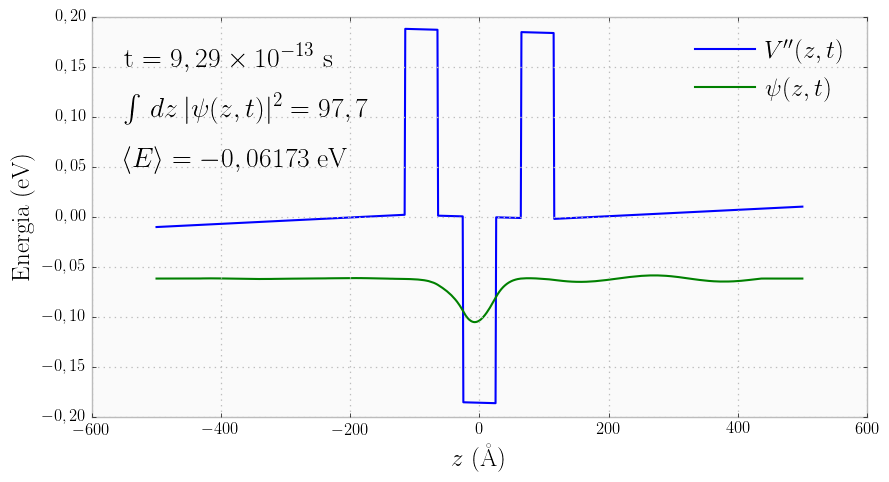 0,20
0,15
0,10
0,05
0,00
−0,05
−0,10
−0,15
−0,20
Energia (eV)
t = 9,29 × 10⁻¹³ s
∫ dz |ψ(z,t)|² = 97,7
⟨E⟩ = −0,06173 eV
V″(z,t)
ψ(z,t)
−600 −400 −200 0 200 400 600
z (Å)